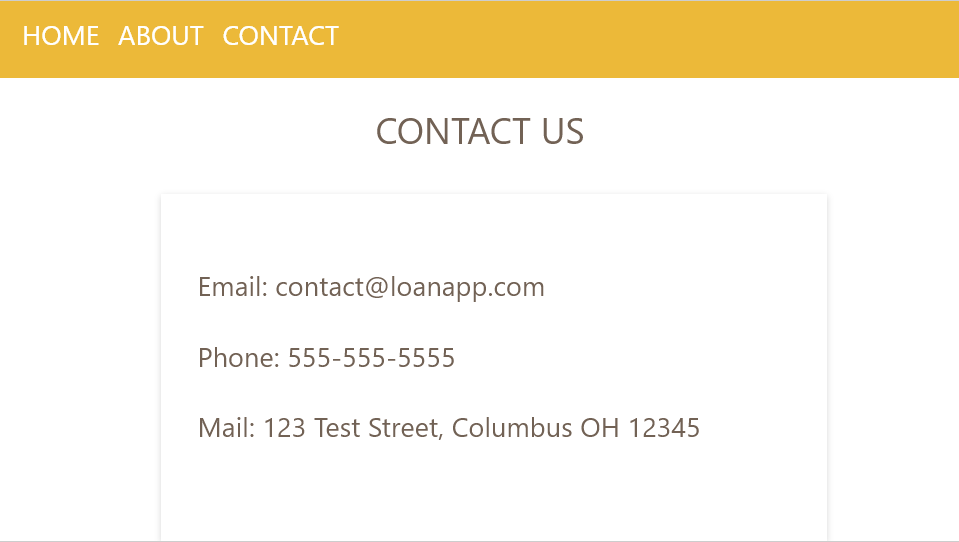 HOME ABOUT CONTACT
CONTACT US
Email: contact@loanapp.com
Phone: 555-555-5555
Mail: 123 Test Street, Columbus OH 12345